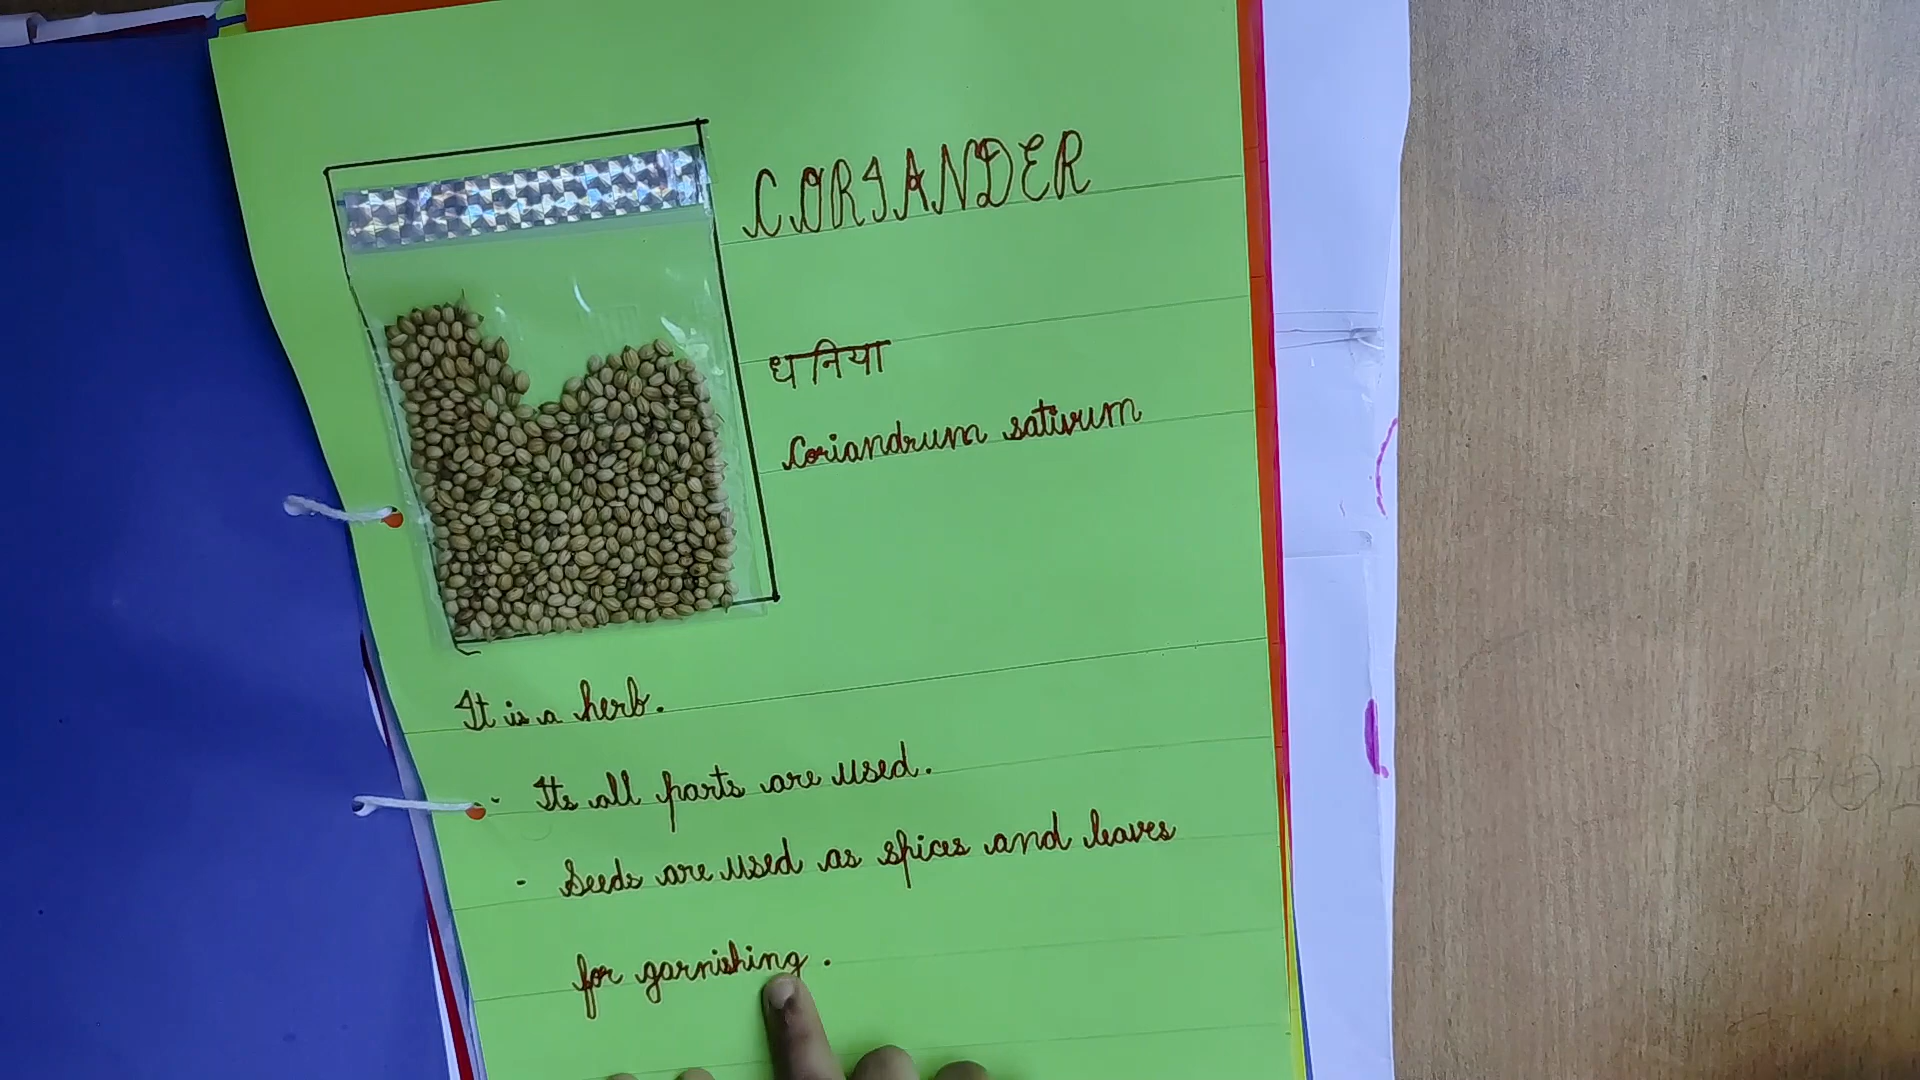 CORIANDER
धनिया
Coriandrum sativum
It is a herb.
- Its all parts are used.
- Seeds are used as spices and leaves
for garnishing.